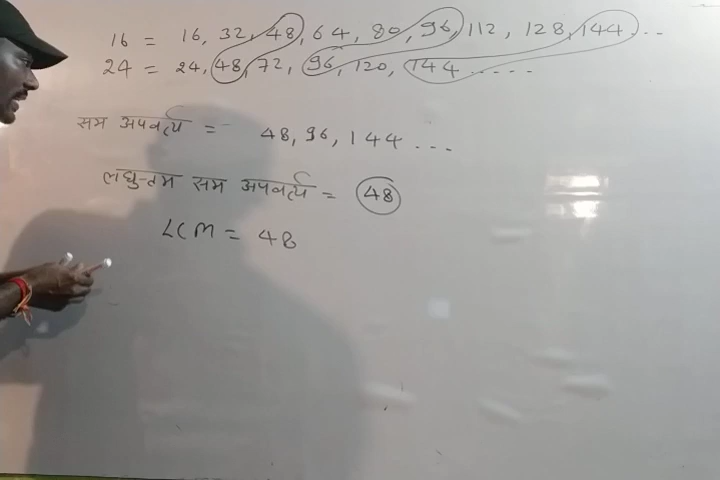 16 = 16, 32, 48, 64, 80, 96, 112, 128, 144...
24 = 24, 48, 72, 96, 120, 144.....
सम अपवर्त्य = 48, 96, 144...
लघुत्तम सम अपवर्त्य = 48
LCM = 48